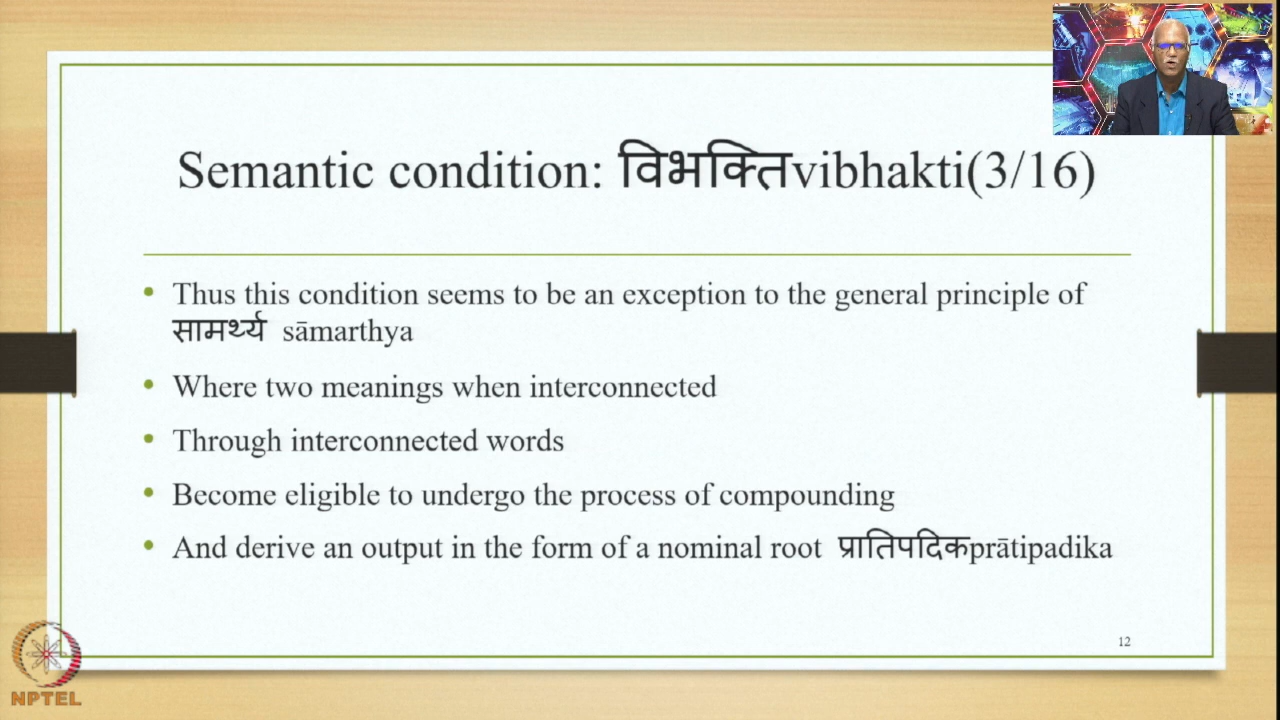 Semantic condition: विभक्तिvibhakti(3/16)
Thus this condition seems to be an exception to the general principle of
सामर्थ्य sāmarthya
Where two meanings when interconnected
Through interconnected words
Become eligible to undergo the process of compounding
And derive an output in the form of a nominal root प्रातिपदिकprātipadika
12
NPTEL